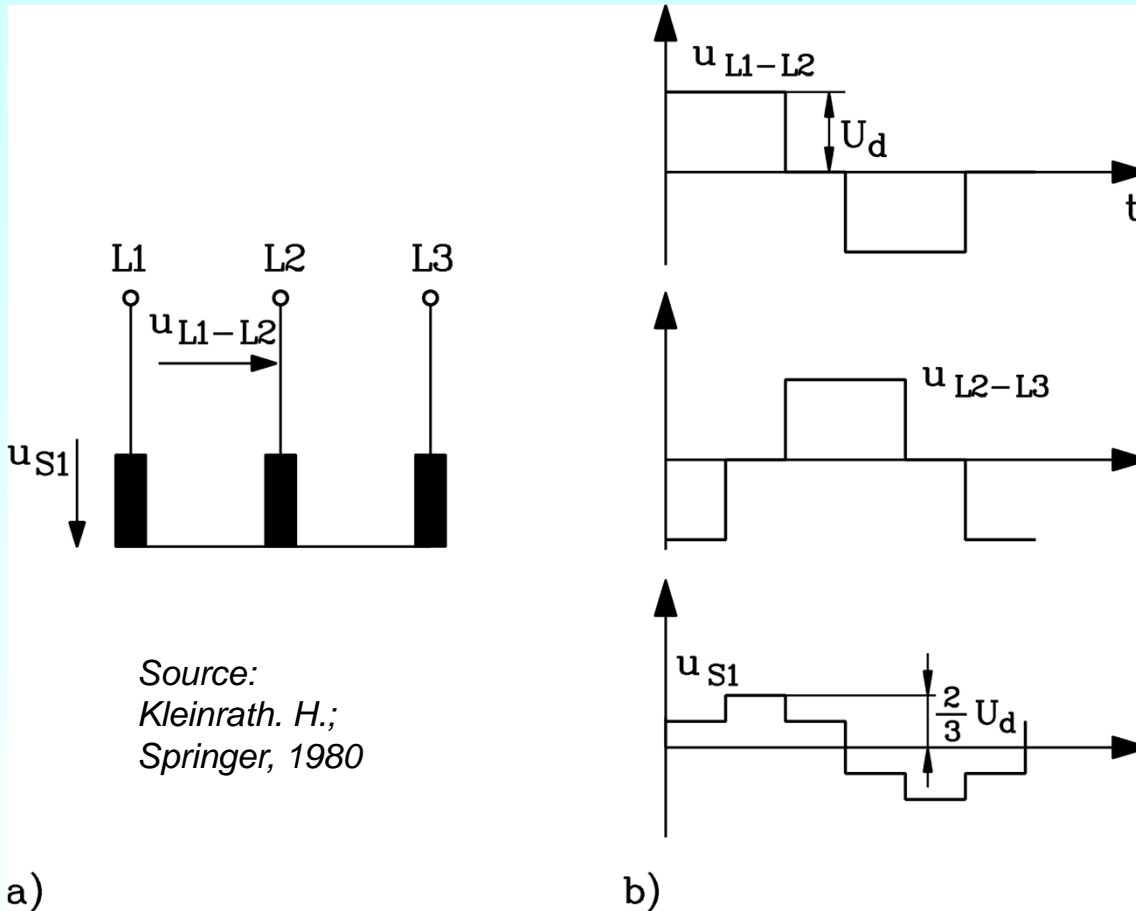 L1 L2 L3
u L1-L2
u S1
Source:
Kleinrath. H.;
Springer, 1980
a)
u L1-L2
U d
t
u L2-L3
u S1
2/3 U d
b)